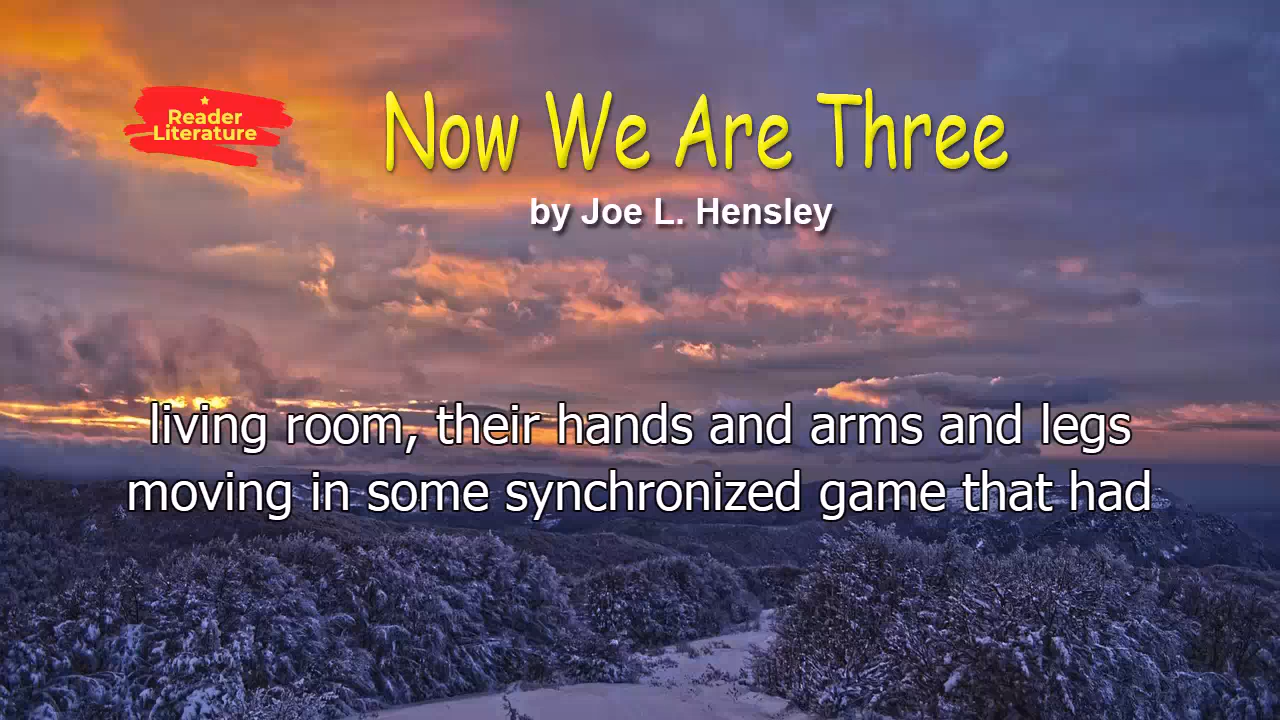 Reader
Literature
Now We Are Three
by Joe L. Hensley
living room, their hands and arms and legs
moving in some synchronized game that had